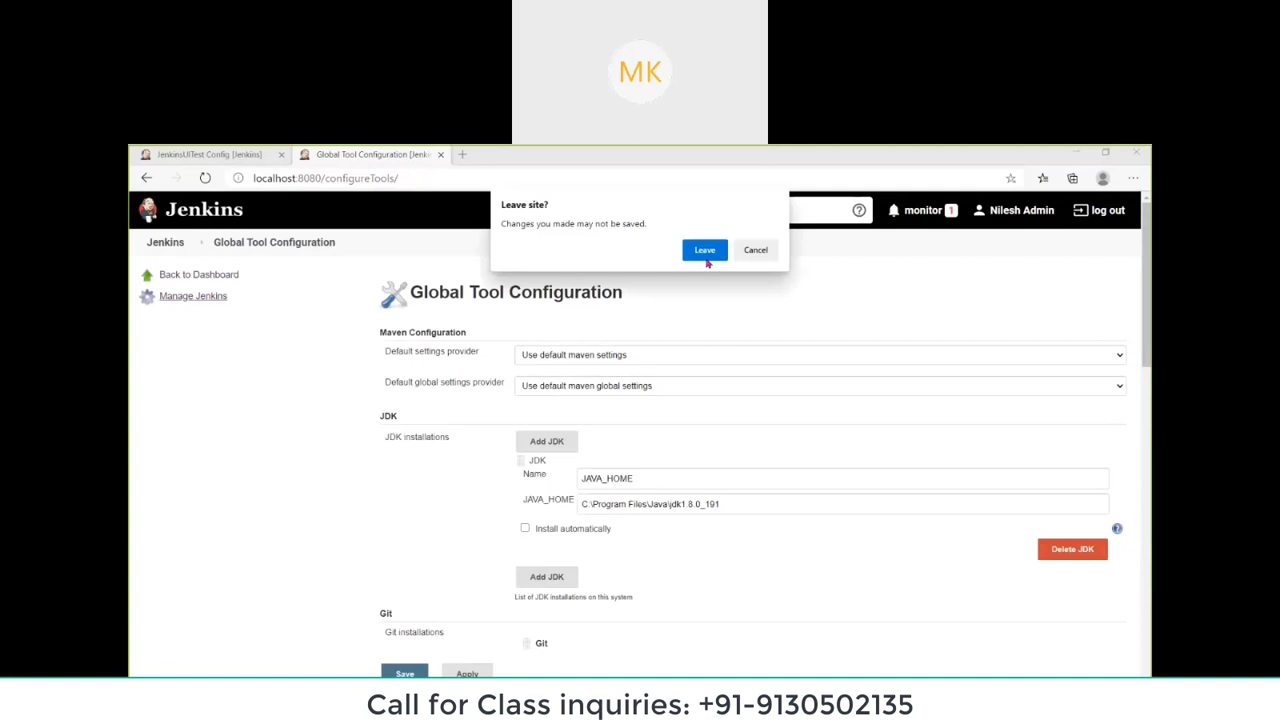 MK
JenkinsUITest Config [Jenkins]
Global Tool Configuration [Jenki
localhost:8080/configureTools/
Jenkins
Leave site?
Changes you made may not be saved.
Leave
Cancel
monitor 1
Nilesh Admin
log out
Jenkins
Global Tool Configuration
Back to Dashboard
Manage Jenkins
Global Tool Configuration
Maven Configuration
Default settings provider
Use default maven settings
Default global settings provider
Use default maven global settings
JDK
JDK installations
Add JDK
JDK
Name
JAVA_HOME
JAVA_HOME
C:\Program Files\Java\jdk1.8.0_191
Install automatically
Delete JDK
Add JDK
List of JDK installations on this system
Git
Git installations
Git
Save
Apply
Call for Class inquiries: +91-9130502135